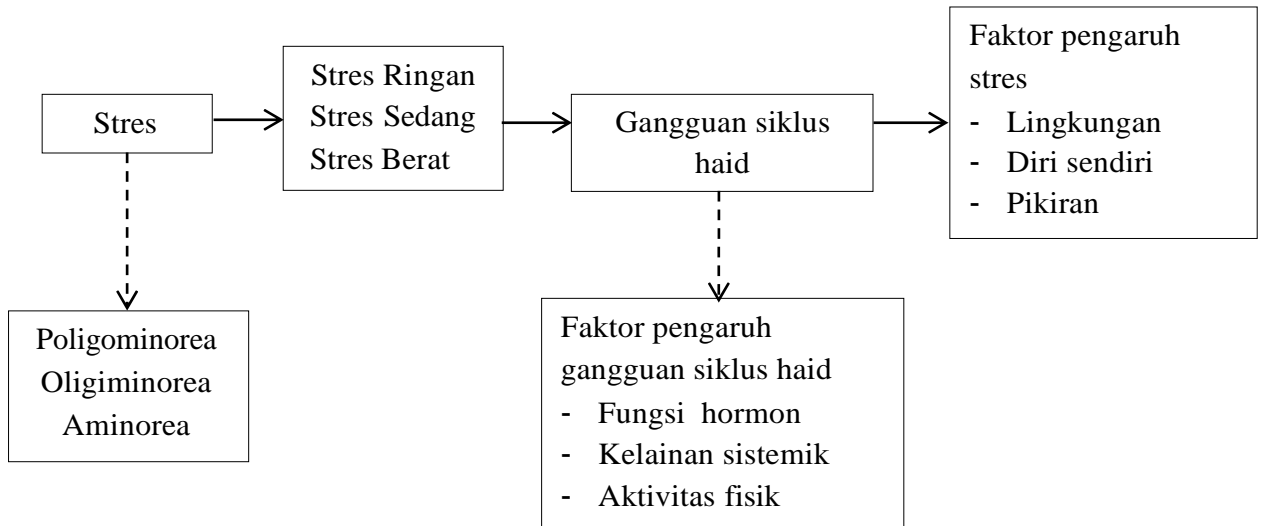 Stres
Stres Ringan
Stres Sedang
Stres Berat
Gangguan siklus
haid
Faktor pengaruh
stres
- Lingkungan
- Diri sendiri
- Pikiran
Poligominorea
Oligiminorea
Aminorea
Faktor pengaruh
gangguan siklus haid
- Fungsi hormon
- Kelainan sistemik
- Aktivitas fisik